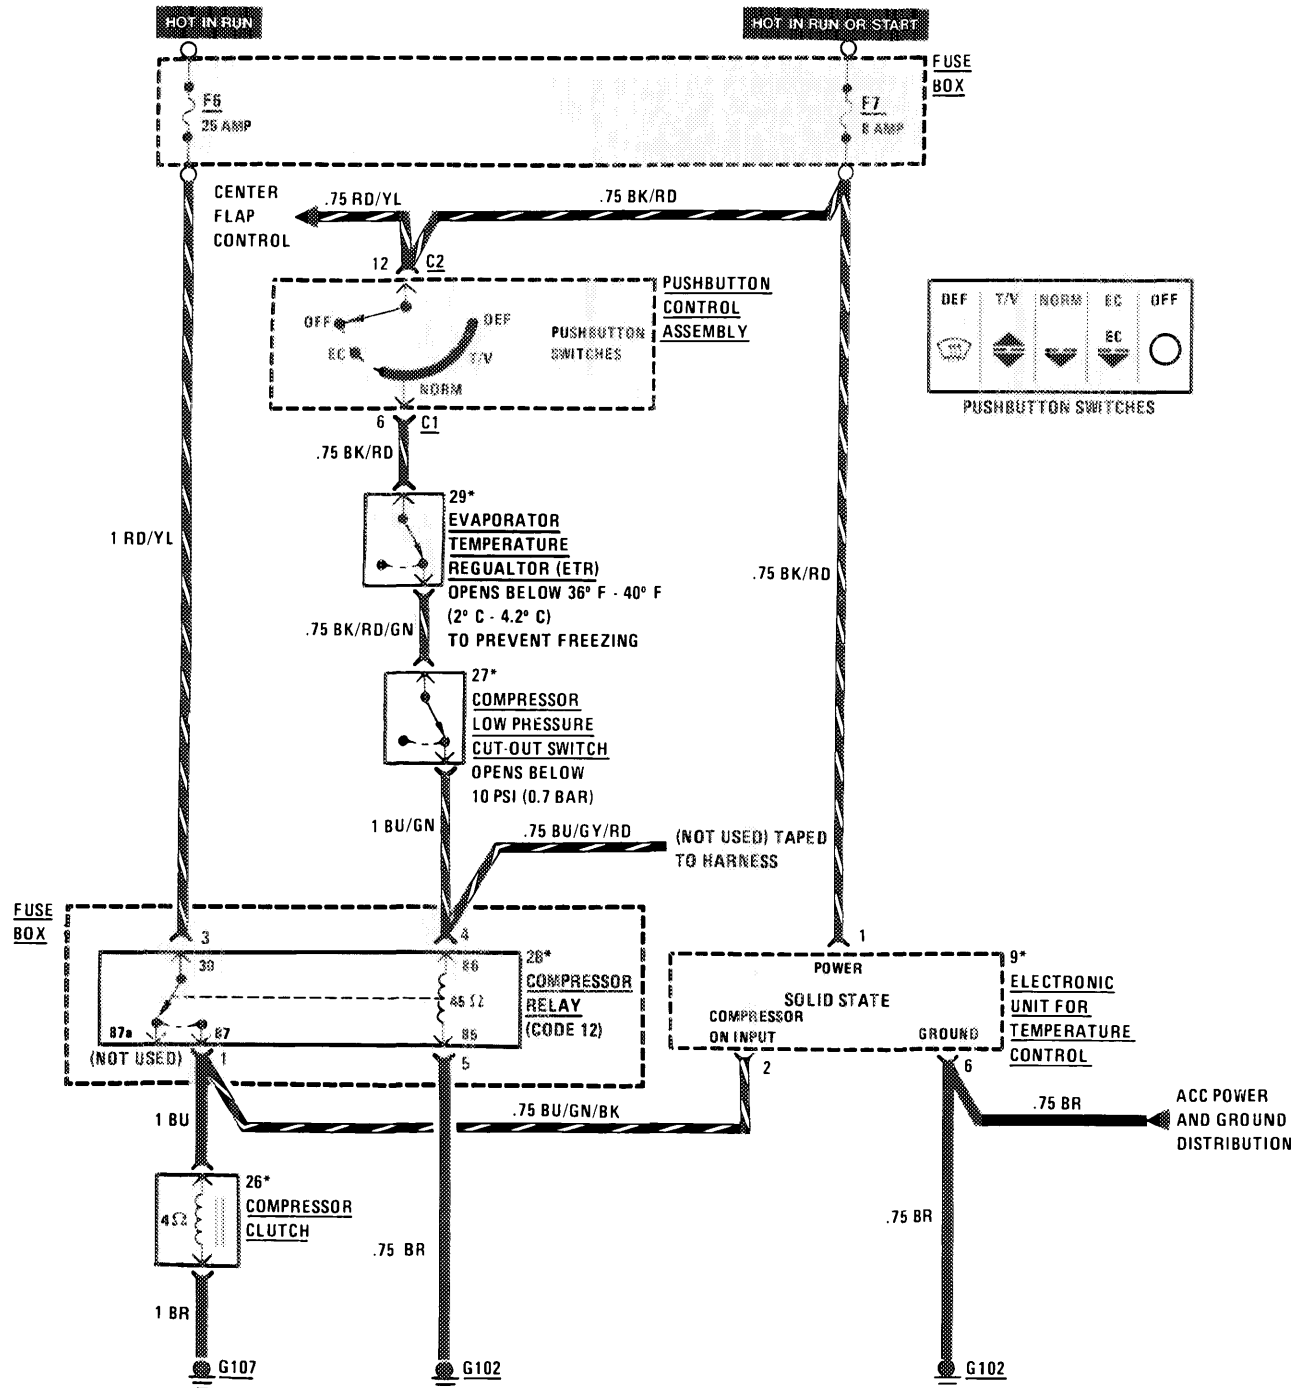 HOT IN RUN
HOT IN RUN OR START
FUSE
BOX
F6
25 AMP
F7
8 AMP
CENTER
FLAP
CONTROL
.75 RD/YL
.75 BK/RD
12
C2
PUSHBUTTON
CONTROL
ASSEMBLY
OFF
DEF
EC
T/V
NORM
PUSHBUTTON
SWITCHES
DEF
T/V
NORM
EC
OFF
EC
PUSHBUTTON SWITCHES
6
C1
.75 BK/RD
29*
EVAPORATOR
TEMPERATURE
REGUALTOR (ETR)
OPENS BELOW 36° F - 40° F
(2° C - 4.2° C)
TO PREVENT FREEZING
1 RD/YL
.75 BK/RD
.75 BK/RD/GN
27*
COMPRESSOR
LOW PRESSURE
CUT-OUT SWITCH
OPENS BELOW
10 PSI (0.7 BAR)
1 BU/GN
.75 BU/GY/RD
(NOT USED) TAPED
TO HARNESS
FUSE
BOX
3
4
1
30
86
28*
COMPRESSOR
RELAY
(CODE 12)
45 Ω
87a
87
85
(NOT USED)
1
5
POWER
SOLID STATE
COMPRESSOR
ON INPUT
GROUND
9*
ELECTRONIC
UNIT FOR
TEMPERATURE
CONTROL
2
6
1 BU
.75 BU/GN/BK
.75 BR
ACC POWER
AND GROUND
DISTRIBUTION
26*
COMPRESSOR
CLUTCH
4Ω
.75 BR
.75 BR
1 BR
G107
G102
G102